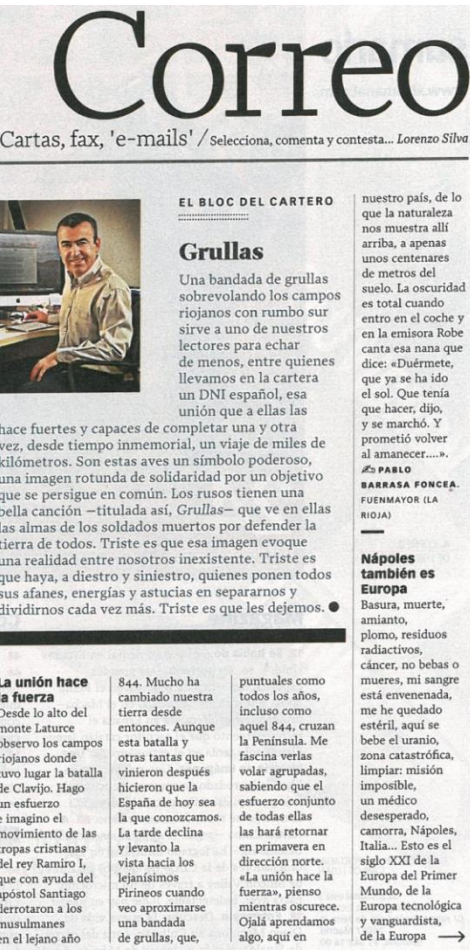 Correo
Cartas, fax, 'e-mails' / Selecciona, comenta y contesta... Lorenzo Silva
EL BLOC DEL CARTERO
Grullas
Una bandada de grullas
sobrevolando los campos
riojanos con rumbo sur
sirve a uno de nuestros
lectores para echar
de menos, entre quienes
llevamos en la cartera
un DNI español, esa
unión que a ellas las
hace fuertes y capaces de completar una y otra
vez, desde tiempo inmemorial, un viaje de miles de
kilómetros. Son estas aves un símbolo poderoso,
una imagen rotunda de solidaridad por un objetivo
que se persigue en común. Los rusos tienen una
bella canción —titulada así, Grullas— que ve en ellas
las almas de los soldados muertos por defender la
tierra de todos. Triste es que esa imagen evoque
una realidad entre nosotros inexistente. Triste es
que haya, a diestro y siniestro, quienes ponen todos
sus afanes, energías y astucias en separarnos y
dividirnos cada vez más. Triste es que les dejemos. ●
La unión hace
la fuerza
Desde lo alto del
monte Laturce
observo los campos
riojanos donde
tuvo lugar la batalla
de Clavijo. Hago
un esfuerzo
e imagino el
movimiento de las
tropas cristianas
del rey Ramiro I,
que con ayuda del
apóstol Santiago
derrotaron a los
musulmanes
en el lejano año
844. Mucho ha
cambiado nuestra
tierra desde
entonces. Aunque
esta batalla y
otras tantas que
vinieron después
hicieron que la
España de hoy sea
la que conozcamos.
La tarde declina
y levanto la
vista hacia los
lejanísimos
Pirineos cuando
veo aproximarse
una bandada
de grullas, que,
puntuales como
todos los años,
incluso como
aquel 844, cruzan
la Península. Me
fascina verlas
volar agrupadas,
sabiendo que el
esfuerzo conjunto
de todas ellas
las hará retornar
en primavera en
dirección norte.
«La unión hace la
fuerza», pienso
mientras oscurece.
Ojalá aprendamos
algo, aquí en
nuestro país, de lo
que la naturaleza
nos muestra allí
arriba, a apenas
unos centenares
de metros del
suelo. La oscuridad
es total cuando
entro en el coche y
en la emisora Robe
canta esa nana que
dice: «Duérmete,
que ya se ha ido
el sol. Que tenía
que hacer, dijo,
y se marchó. Y
prometió volver
al amanecer....».
PABLO
BARRASA FONCEA.
FUENMAYOR (LA
RIOJA)
Nápoles
también es
Europa
Basura, muerte,
amianto,
plomo, residuos
radiactivos,
cáncer, no bebas o
mueres, mi sangre
está envenenada,
me he quedado
estéril, aquí se
bebe el uranio,
zona catastrófica,
limpiar: misión
imposible,
un médico
desesperado,
camorra, Nápoles,
Italia... Esto es el
siglo XXI de la
Europa del Primer
Mundo, de la
Europa tecnológica
y vanguardista,
de la Europa →